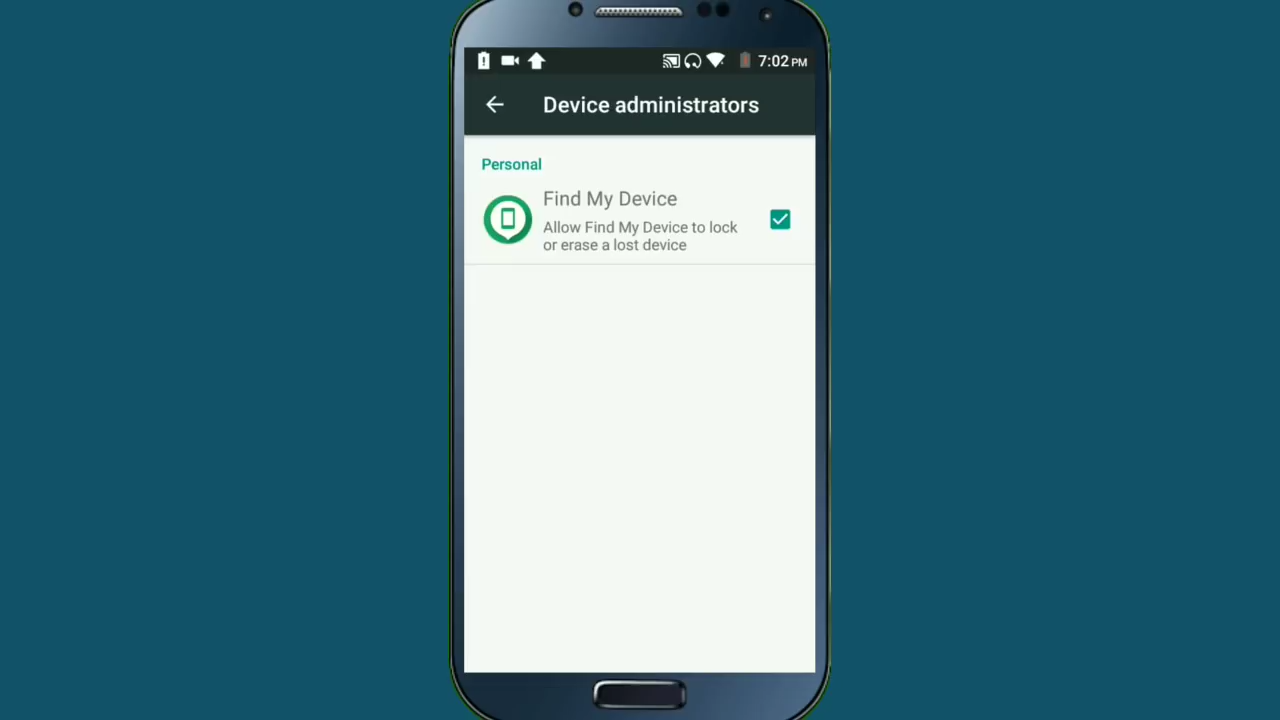 7:02 PM
Device administrators
Personal
Find My Device
Allow Find My Device to lock
or erase a lost device